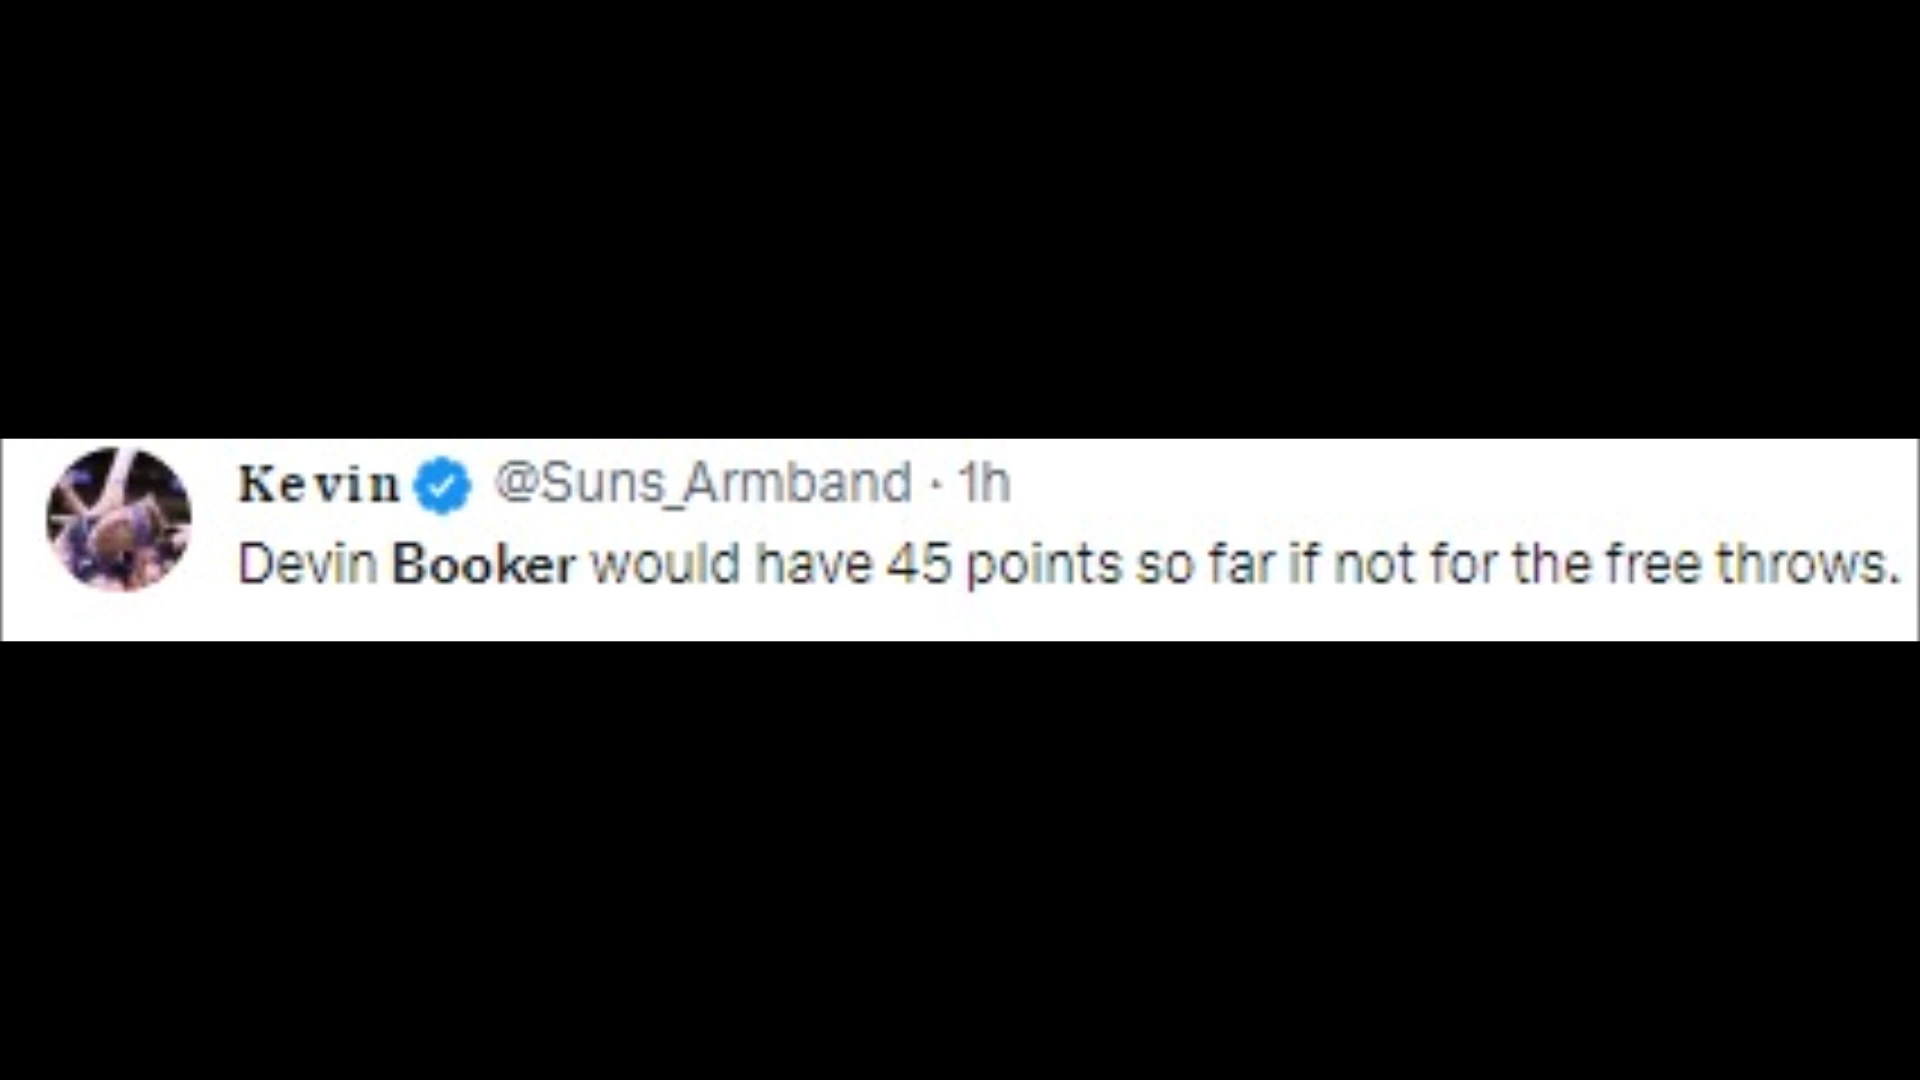 Kevin @Suns_Armband · 1h
Devin Booker would have 45 points so far if not for the free throws.